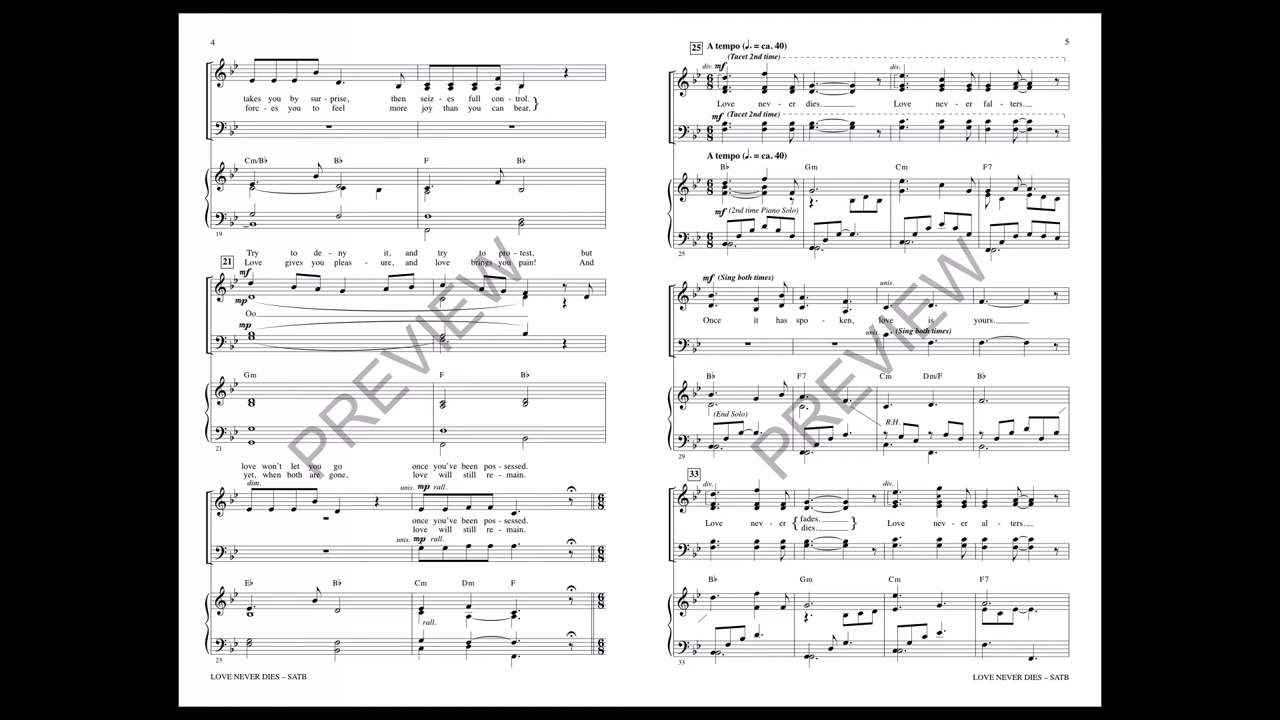 4
takes you by sur - prise, then seiz - es full con - trol. }
forc - es you to feel more joy than you can bear.
Cm/B♭ B♭ F B♭
19
Try to de - ny it, and try to pro - test, but
Love gives you pleas - ure, and love brings you pain! And
21
mf
mp
Oo
mp
Gm F B♭
21
love won't let you go once you've been pos - sessed.
yet, when both are gone, love will still re - main.
dim. unis. mp rall.
once you've been pos - sessed.
love will still re - main.
unis. mp rall.
E♭ B♭ Cm Dm F
rall.
23
LOVE NEVER DIES – SATB
5
25 A tempo (♩. = ca. 40)
(Tacet 2nd time)
div. mf div.
Love nev - er dies. Love nev - er fal - ters.
mf (Tacet 2nd time)
A tempo (♩. = ca. 40)
B♭ Gm Cm F7
mf (2nd time Piano Solo)
25
mf (Sing both times)
unis.
Once it has spo - ken, love is yours.
unis. (Sing both times)
B♭ F7 Cm Dm/F B♭
(End Solo) R.H.
29
33
div. div.
Love nev - er { fades. } Love nev - er al - ters.
dies.
B♭ Gm Cm F7
33
LOVE NEVER DIES – SATB
PREVIEW
PREVIEW